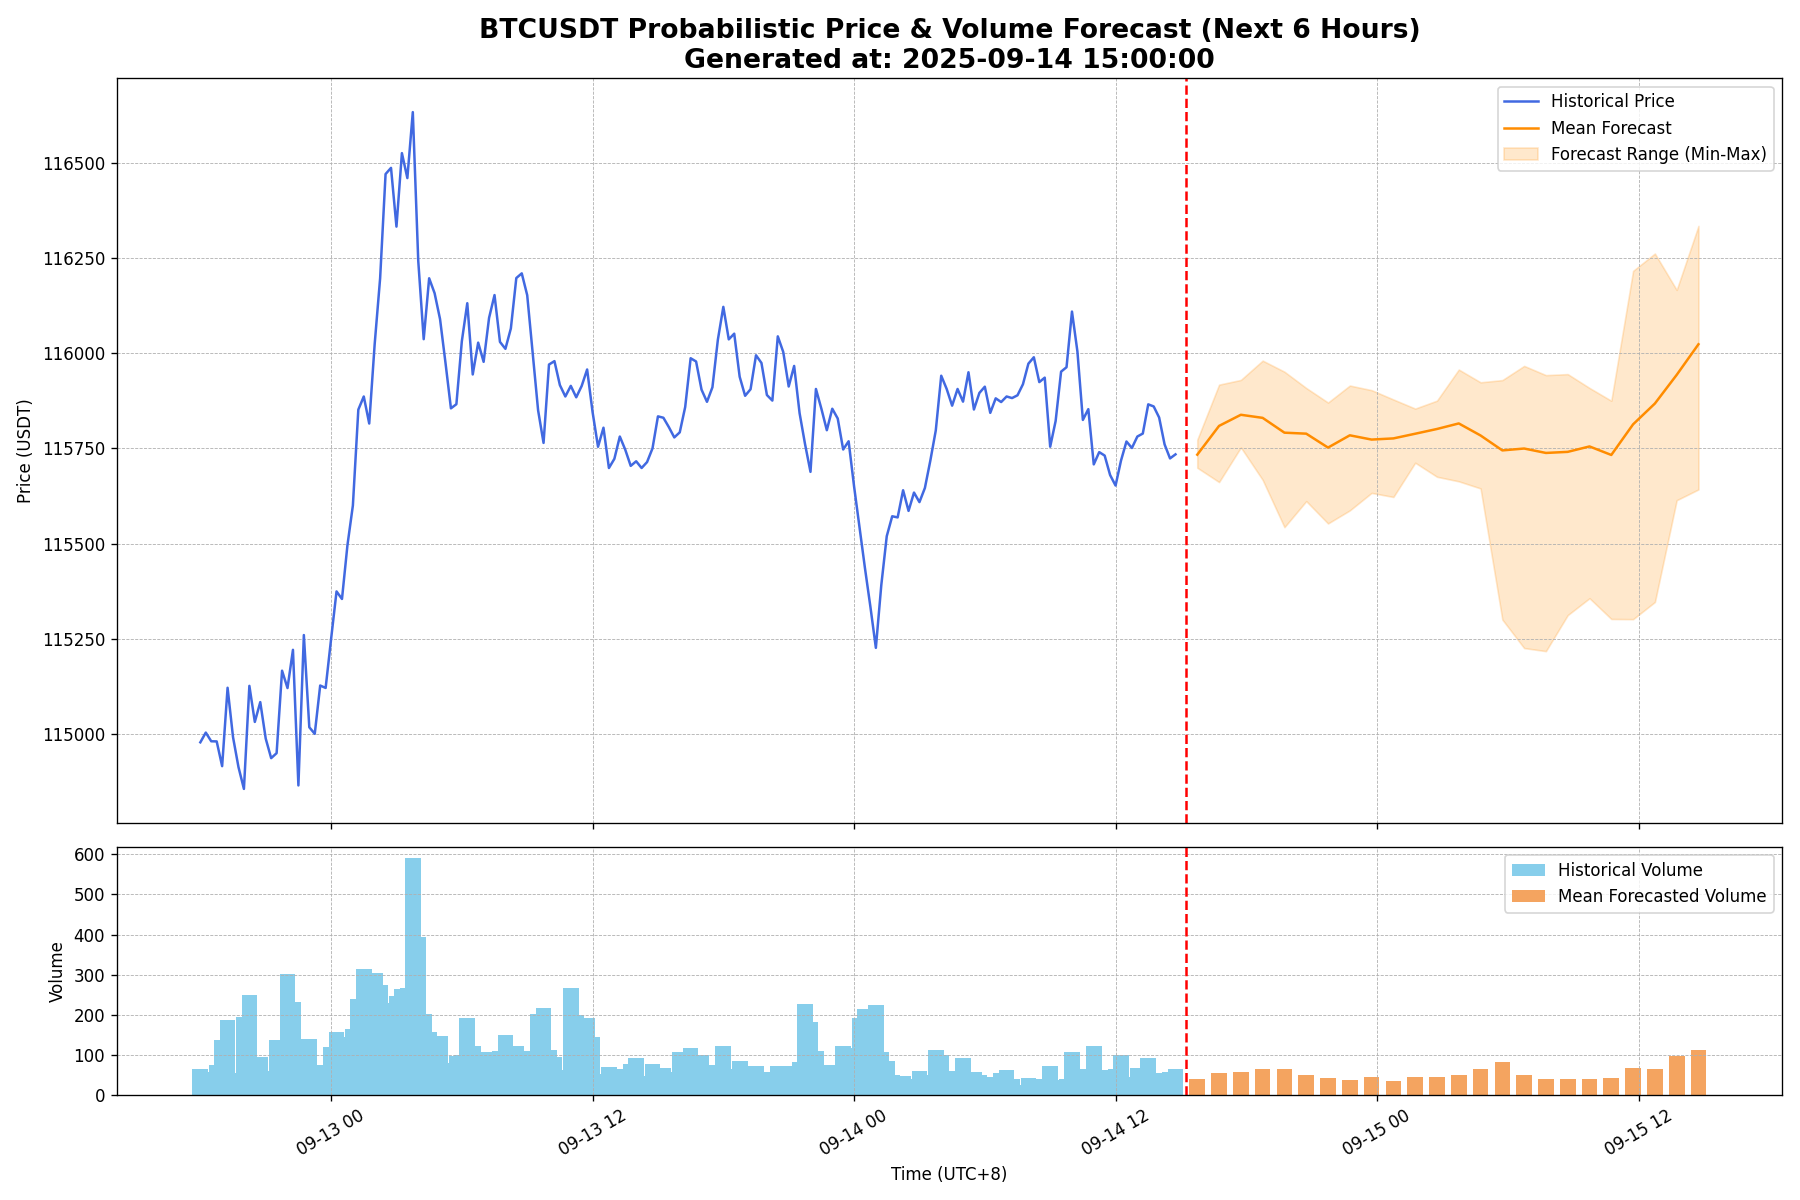 BTCUSDT Probabilistic Price & Volume Forecast (Next 6 Hours)
Generated at: 2025-09-14 15:00:00
Historical Price
Mean Forecast
Forecast Range (Min-Max)
Price (USDT)
116500
116250
116000
115750
115500
115250
115000
Historical Volume
Mean Forecasted Volume
Volume
600
500
400
300
200
100
0
09-13 00
09-13 12
09-14 00
09-14 12
09-15 00
09-15 12
Time (UTC+8)